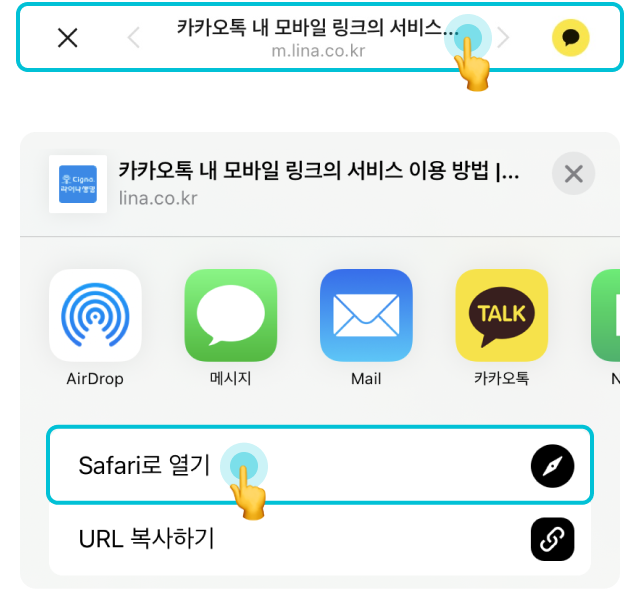 카카오톡 내 모바일 링크의 서비스...
m.lina.co.kr
Cigna
라이나생명
카카오톡 내 모바일 링크의 서비스 이용 방법 |...
lina.co.kr
TALK
AirDrop
메시지
Mail
카카오톡
N
Safari로 열기
URL 복사하기